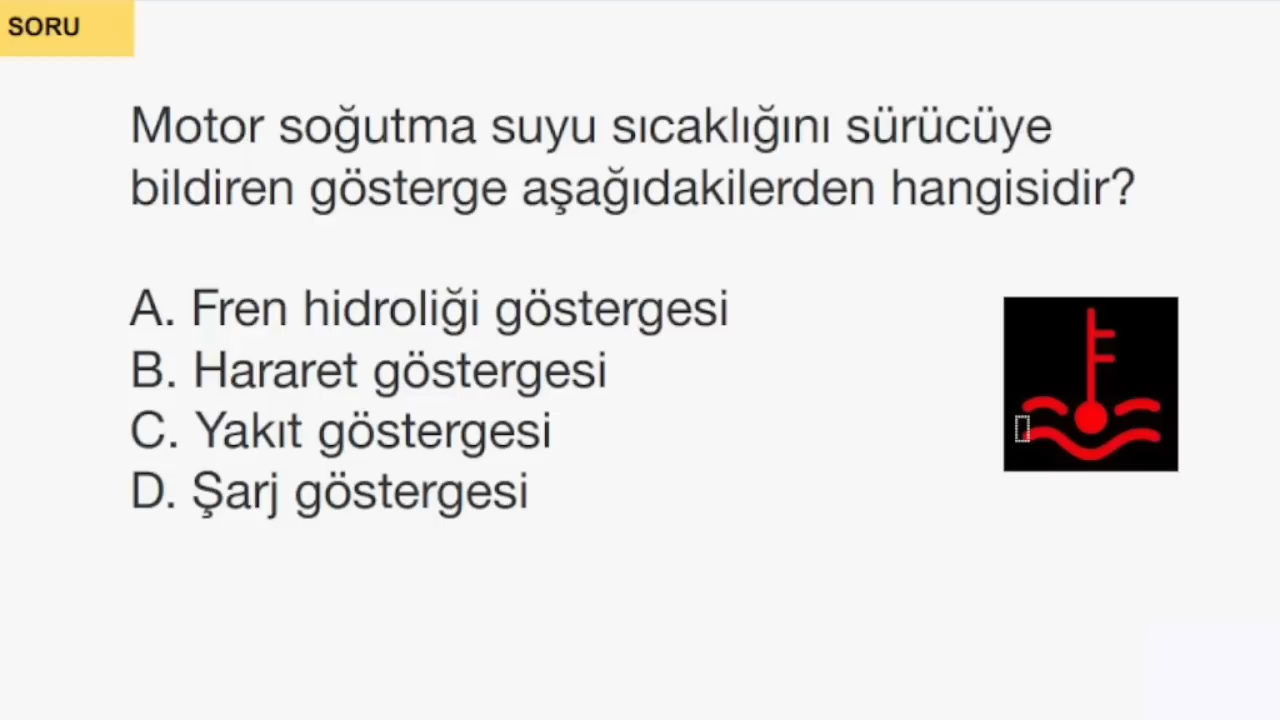 SORU
Motor soğutma suyu sıcaklığını sürücüye
bildiren gösterge aşağıdakilerden hangisidir?
A. Fren hidroliği göstergesi
B. Hararet göstergesi
C. Yakıt göstergesi
D. Şarj göstergesi